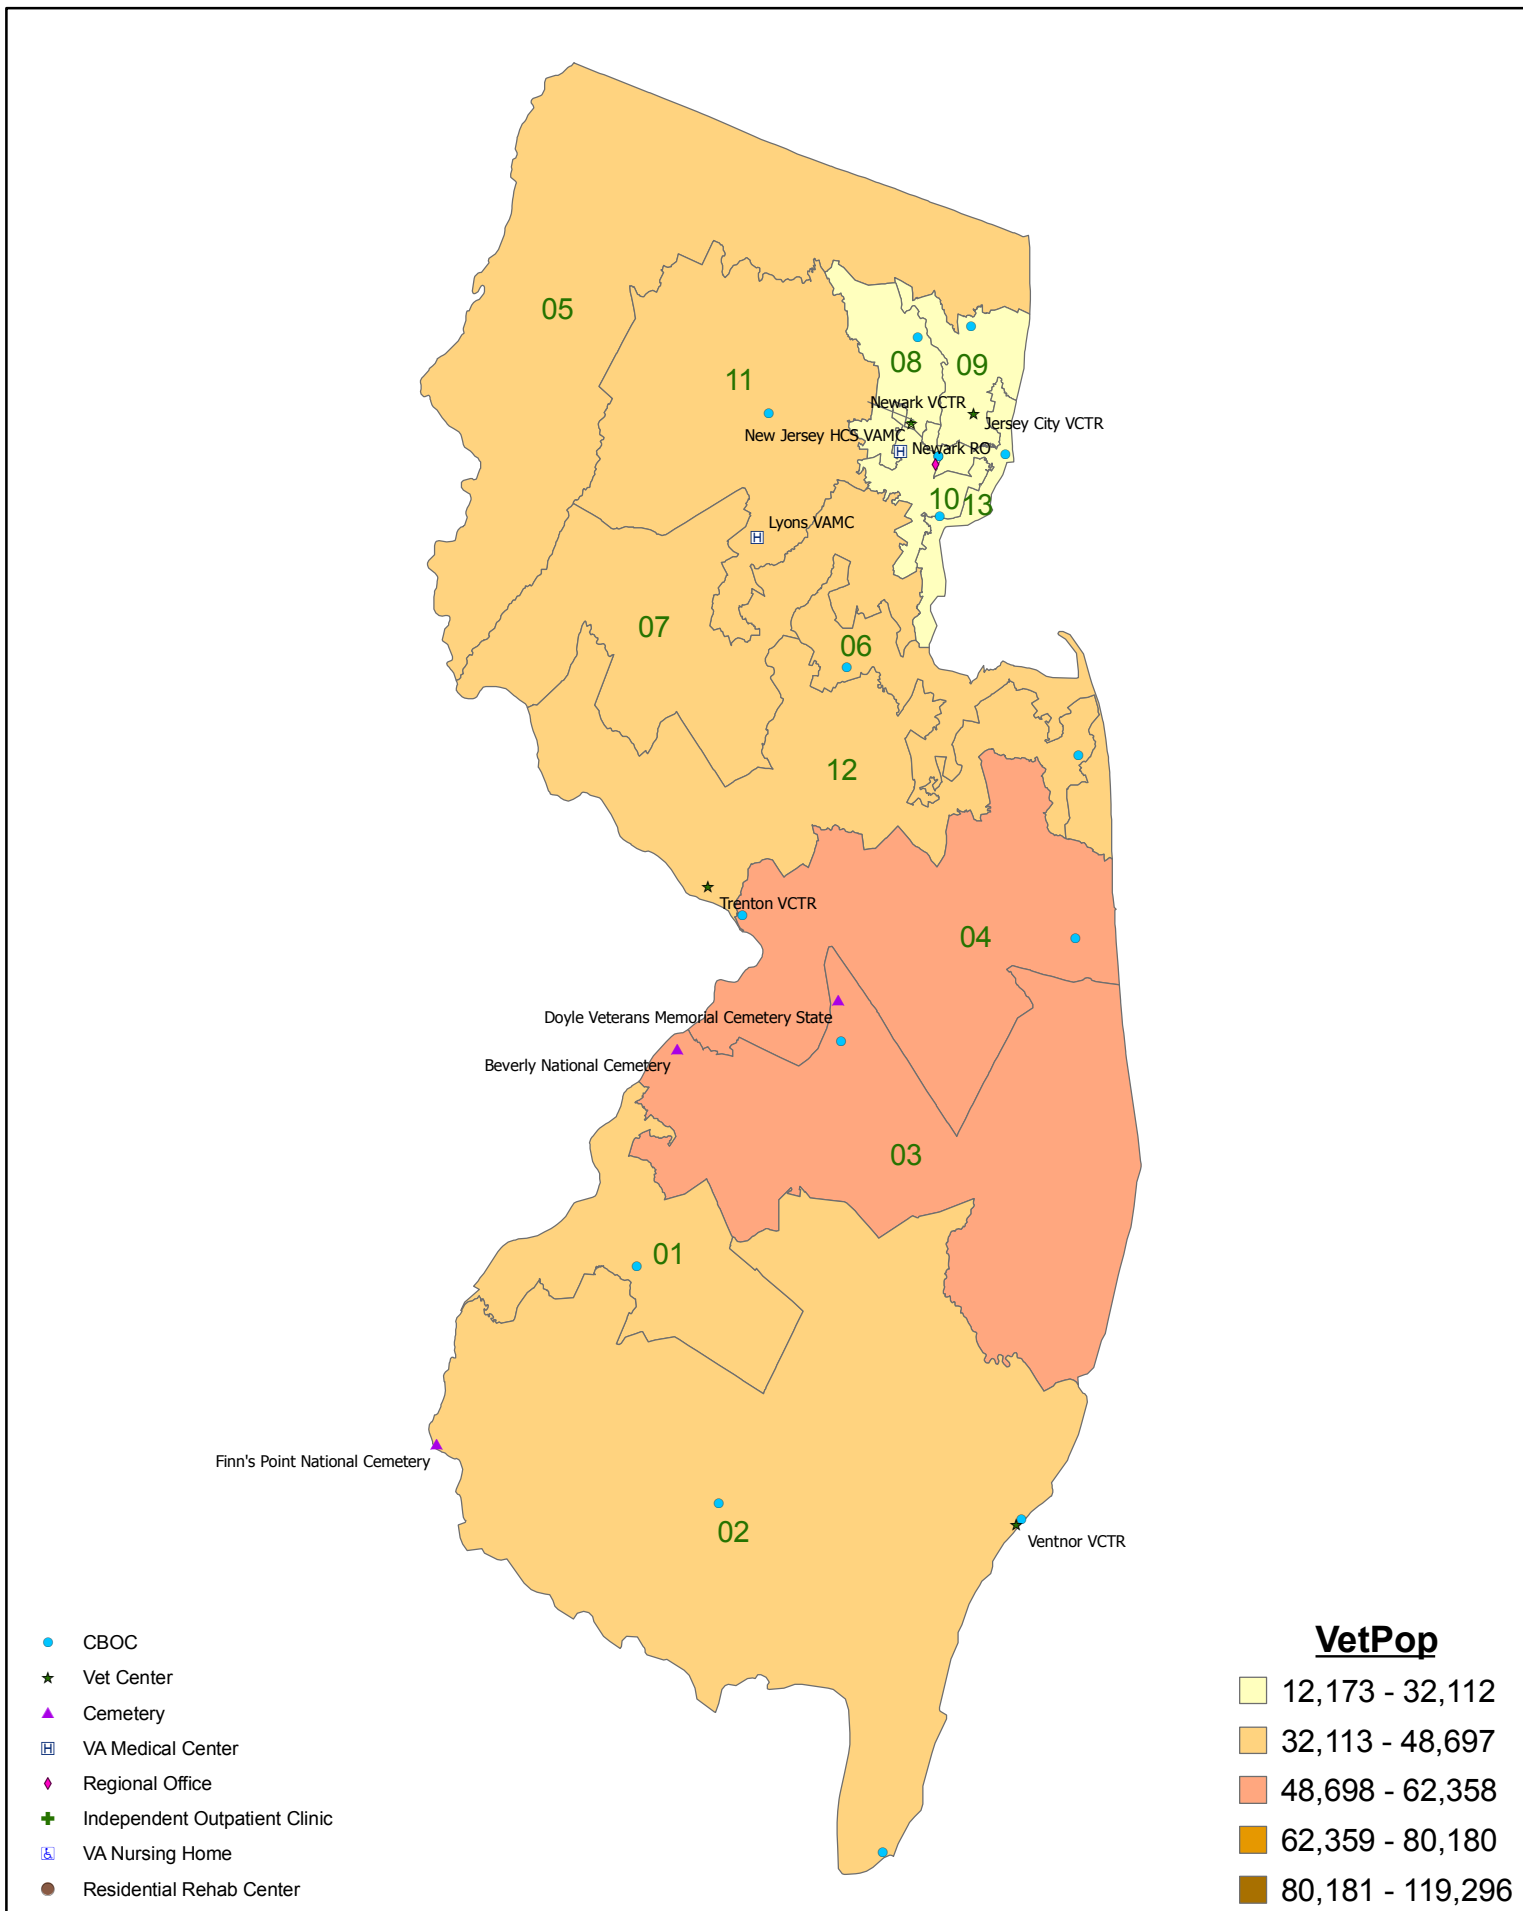 05
11
08
09
Newark VCTR
Jersey City VCTR
New Jersey HCS VAMC
Newark RO
10
13
Lyons VAMC
07
06
12
Trenton VCTR
04
Doyle Veterans Memorial Cemetery State
Beverly National Cemetery
03
01
Finn's Point National Cemetery
02
Ventnor VCTR
CBOC
Vet Center
Cemetery
VA Medical Center
Regional Office
Independent Outpatient Clinic
VA Nursing Home
Residential Rehab Center
VetPop
12,173 - 32,112
32,113 - 48,697
48,698 - 62,358
62,359 - 80,180
80,181 - 119,296